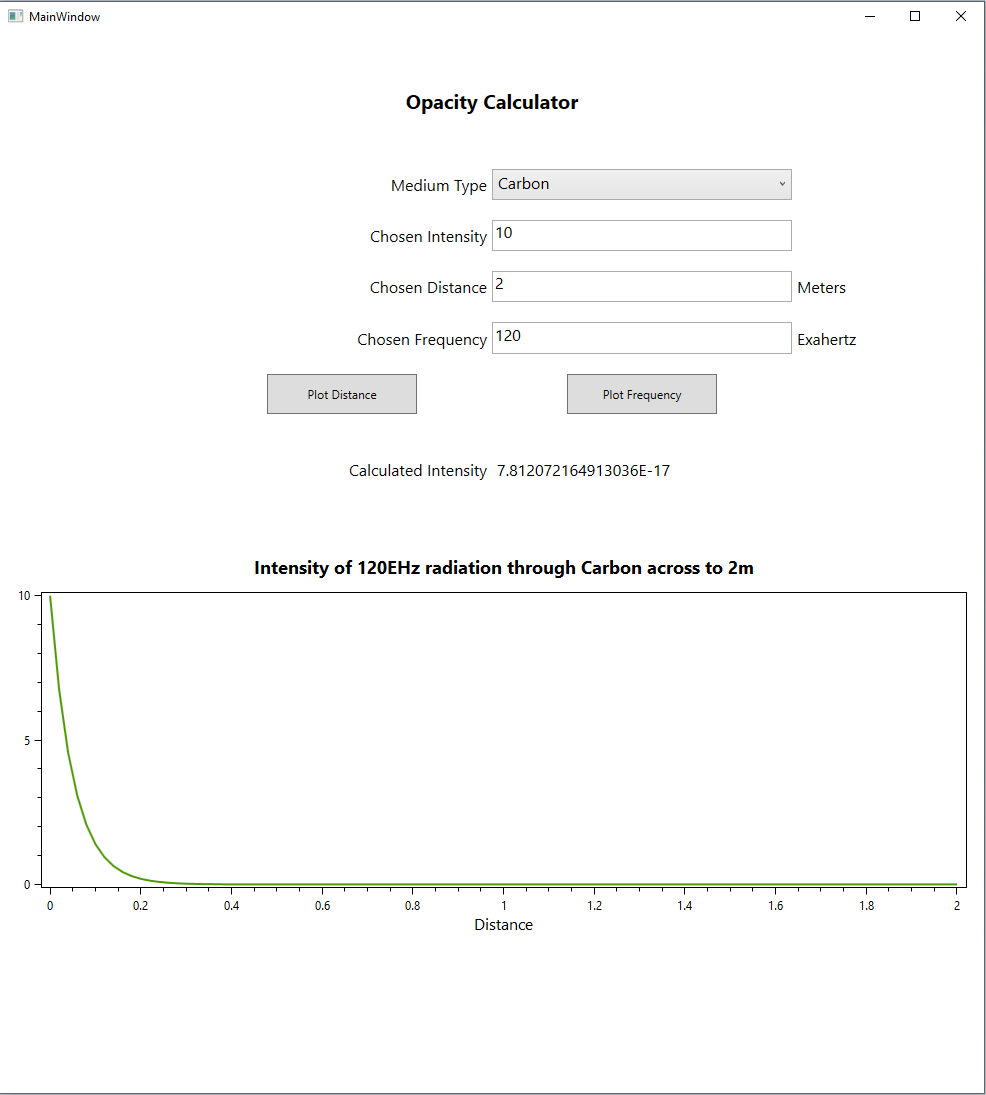 MainWindow
Opacity Calculator
Medium Type Carbon
Chosen Intensity 10
Chosen Distance 2 Meters
Chosen Frequency 120 Exahertz
Plot Distance Plot Frequency
Calculated Intensity 7.812072164913036E-17
Intensity of 120EHz radiation through Carbon across to 2m
10
5
0
0 0.2 0.4 0.6 0.8 1 1.2 1.4 1.6 1.8 2
Distance